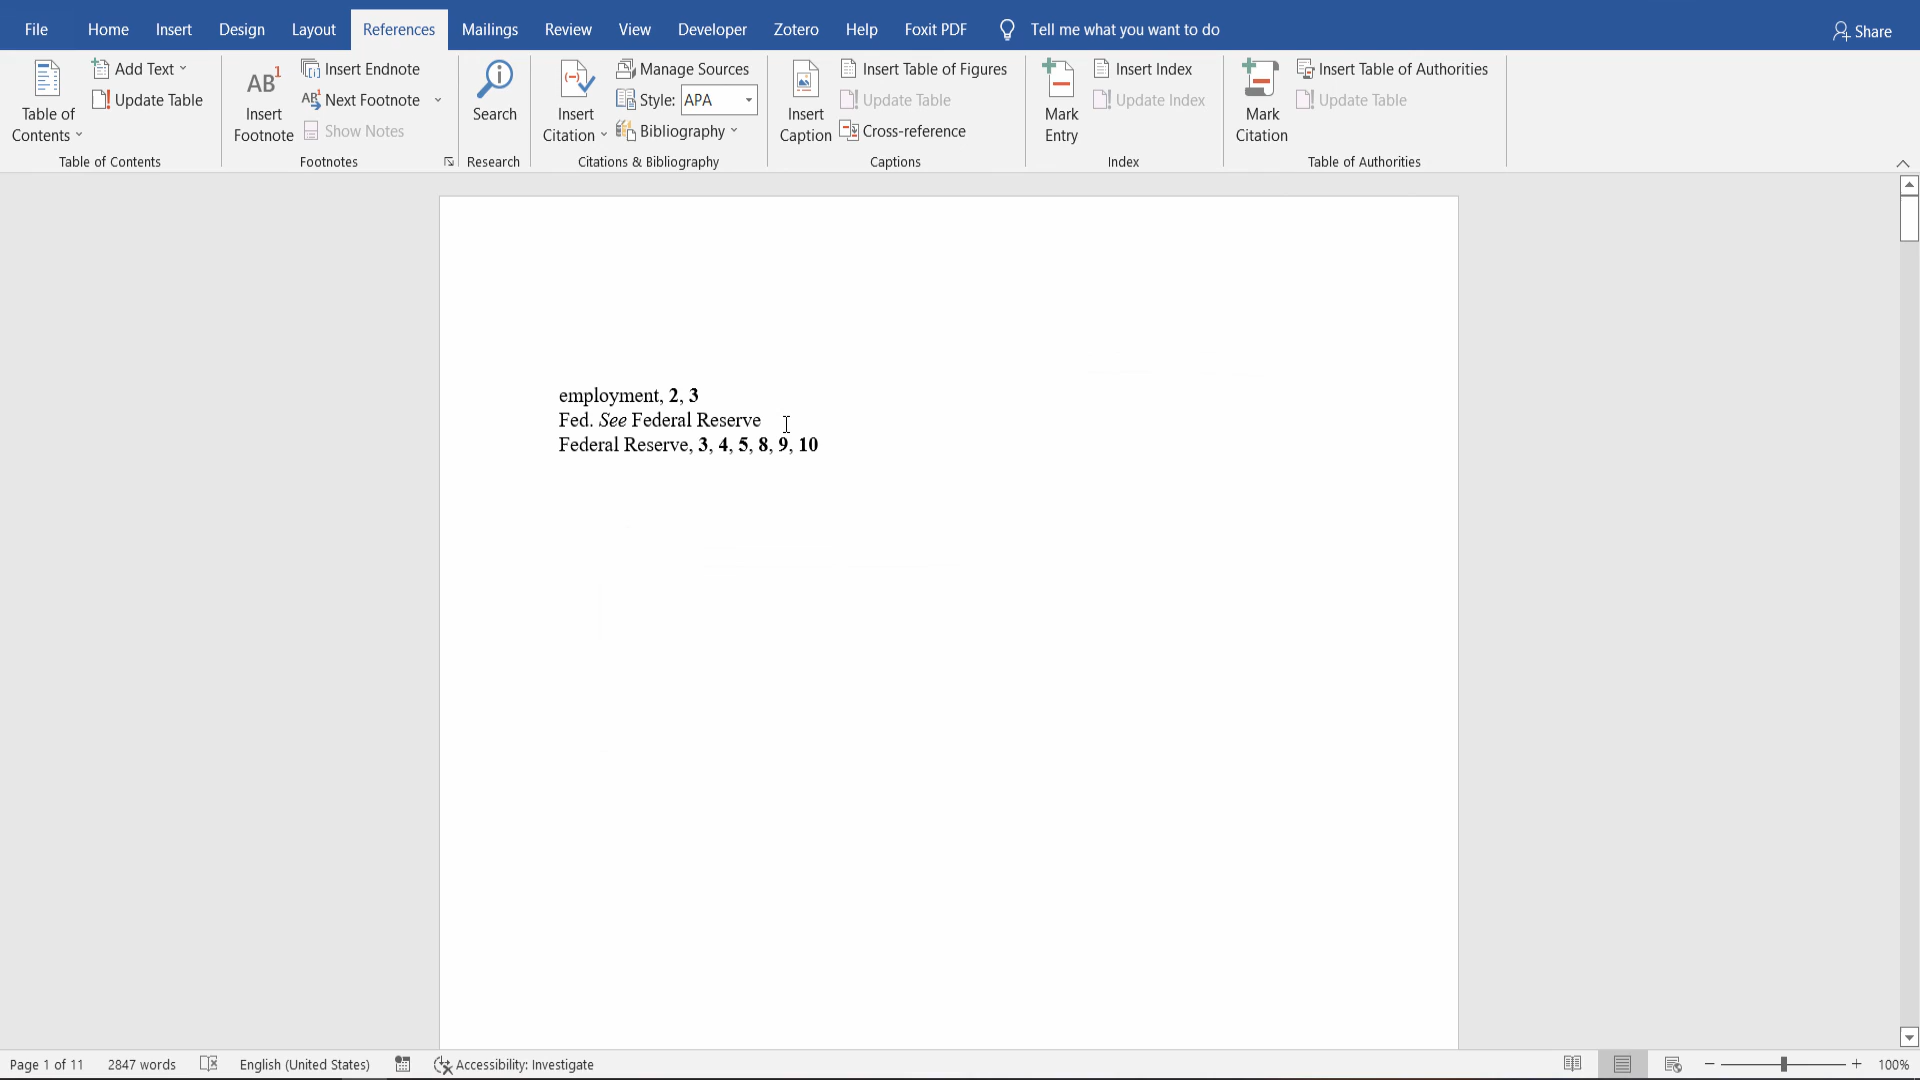 File Home Insert Design Layout References Mailings Review View Developer Zotero Help Foxit PDF Tell me what you want to do Share
Table of Contents
Add Text
Update Table
Table of Contents
AB1
Insert Footnote
Insert Endnote
AB1 Next Footnote
Show Notes
Footnotes
Search
Research
Insert Citation
Manage Sources
Style: APA
Bibliography
Citations & Bibliography
Insert Caption
Insert Table of Figures
Update Table
Cross-reference
Captions
Mark Entry
Insert Index
Update Index
Index
Mark Citation
Insert Table of Authorities
Update Table
Table of Authorities
employment, 2, 3
Fed. See Federal Reserve
Federal Reserve, 3, 4, 5, 8, 9, 10
Page 1 of 11 2847 words English (United States) Accessibility: Investigate 100%